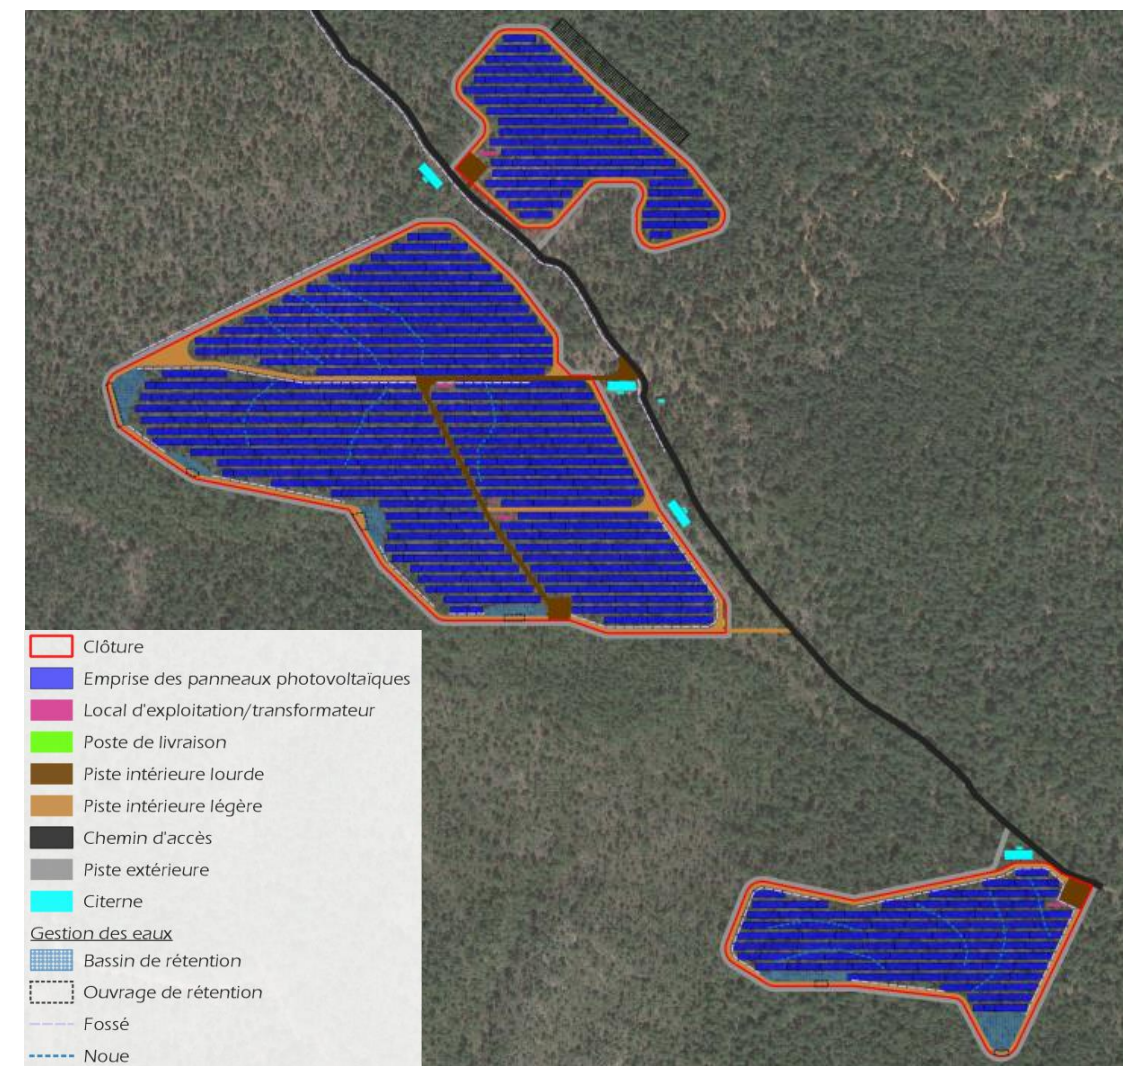 Clôture
Emprise des panneaux photovoltaïques
Local d'exploitation/transformateur
Poste de livraison
Piste intérieure lourde
Piste intérieure légère
Chemin d'accès
Piste extérieure
Citerne
Gestion des eaux
Bassin de rétention
Ouvrage de rétention
Fossé
Noue